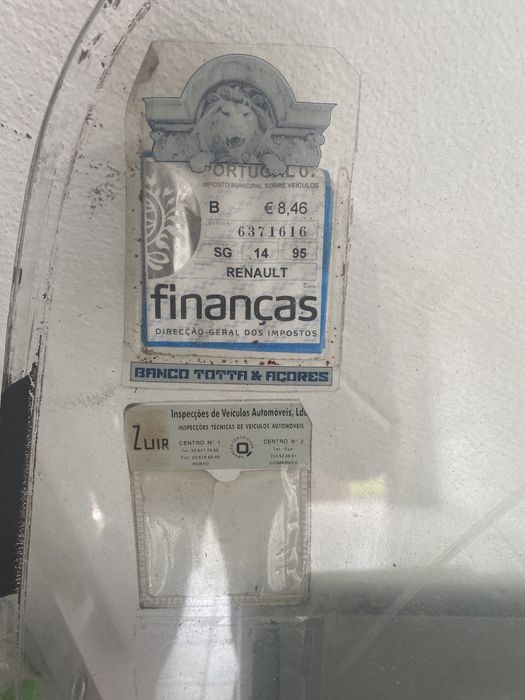 PORTUGAL 0
IMPOSTO MUNICIPAL SOBRE VEÍCULOS
B € 8,46
6371616
SG 14 95
RENAULT
finanças
DIRECÇÃO-GERAL DOS IMPOSTOS
BANCO TOTTA & AÇORES
Inspecções de Veículos Automóveis, Lda
INSPECÇÕES TÉCNICAS DE VEÍCULOS AUTOMÓVEIS
ZUIR
CENTRO Nº 1 CENTRO Nº 2
PORTO GUIMARÃES